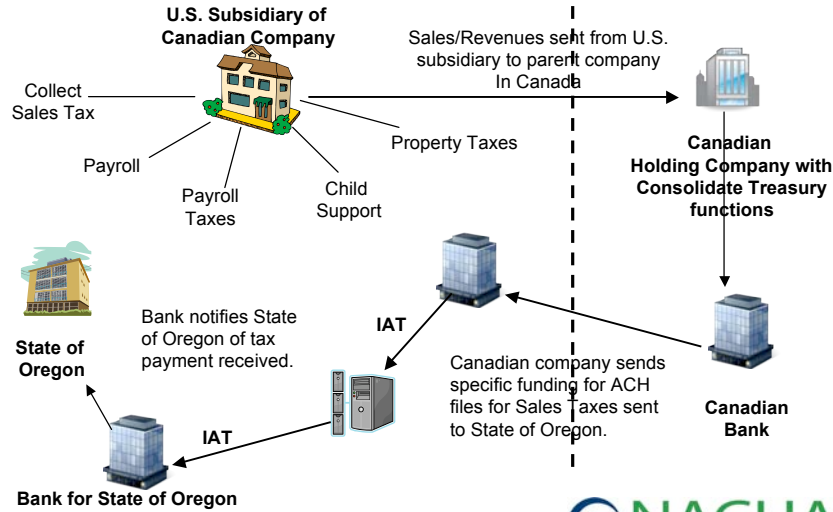 U.S. Subsidiary of
Canadian Company
Sales/Revenues sent from U.S.
subsidiary to parent company
In Canada
Collect
Sales Tax
Property Taxes
Payroll
Payroll
Taxes
Child
Support
Canadian
Holding Company with
Consolidate Treasury
functions
State of
Oregon
Bank notifies State
of Oregon of tax
payment received.
IAT
Canadian company sends
specific funding for ACH
files for Sales Taxes sent
to State of Oregon.
Canadian
Bank
IAT
Bank for State of Oregon
NACHA